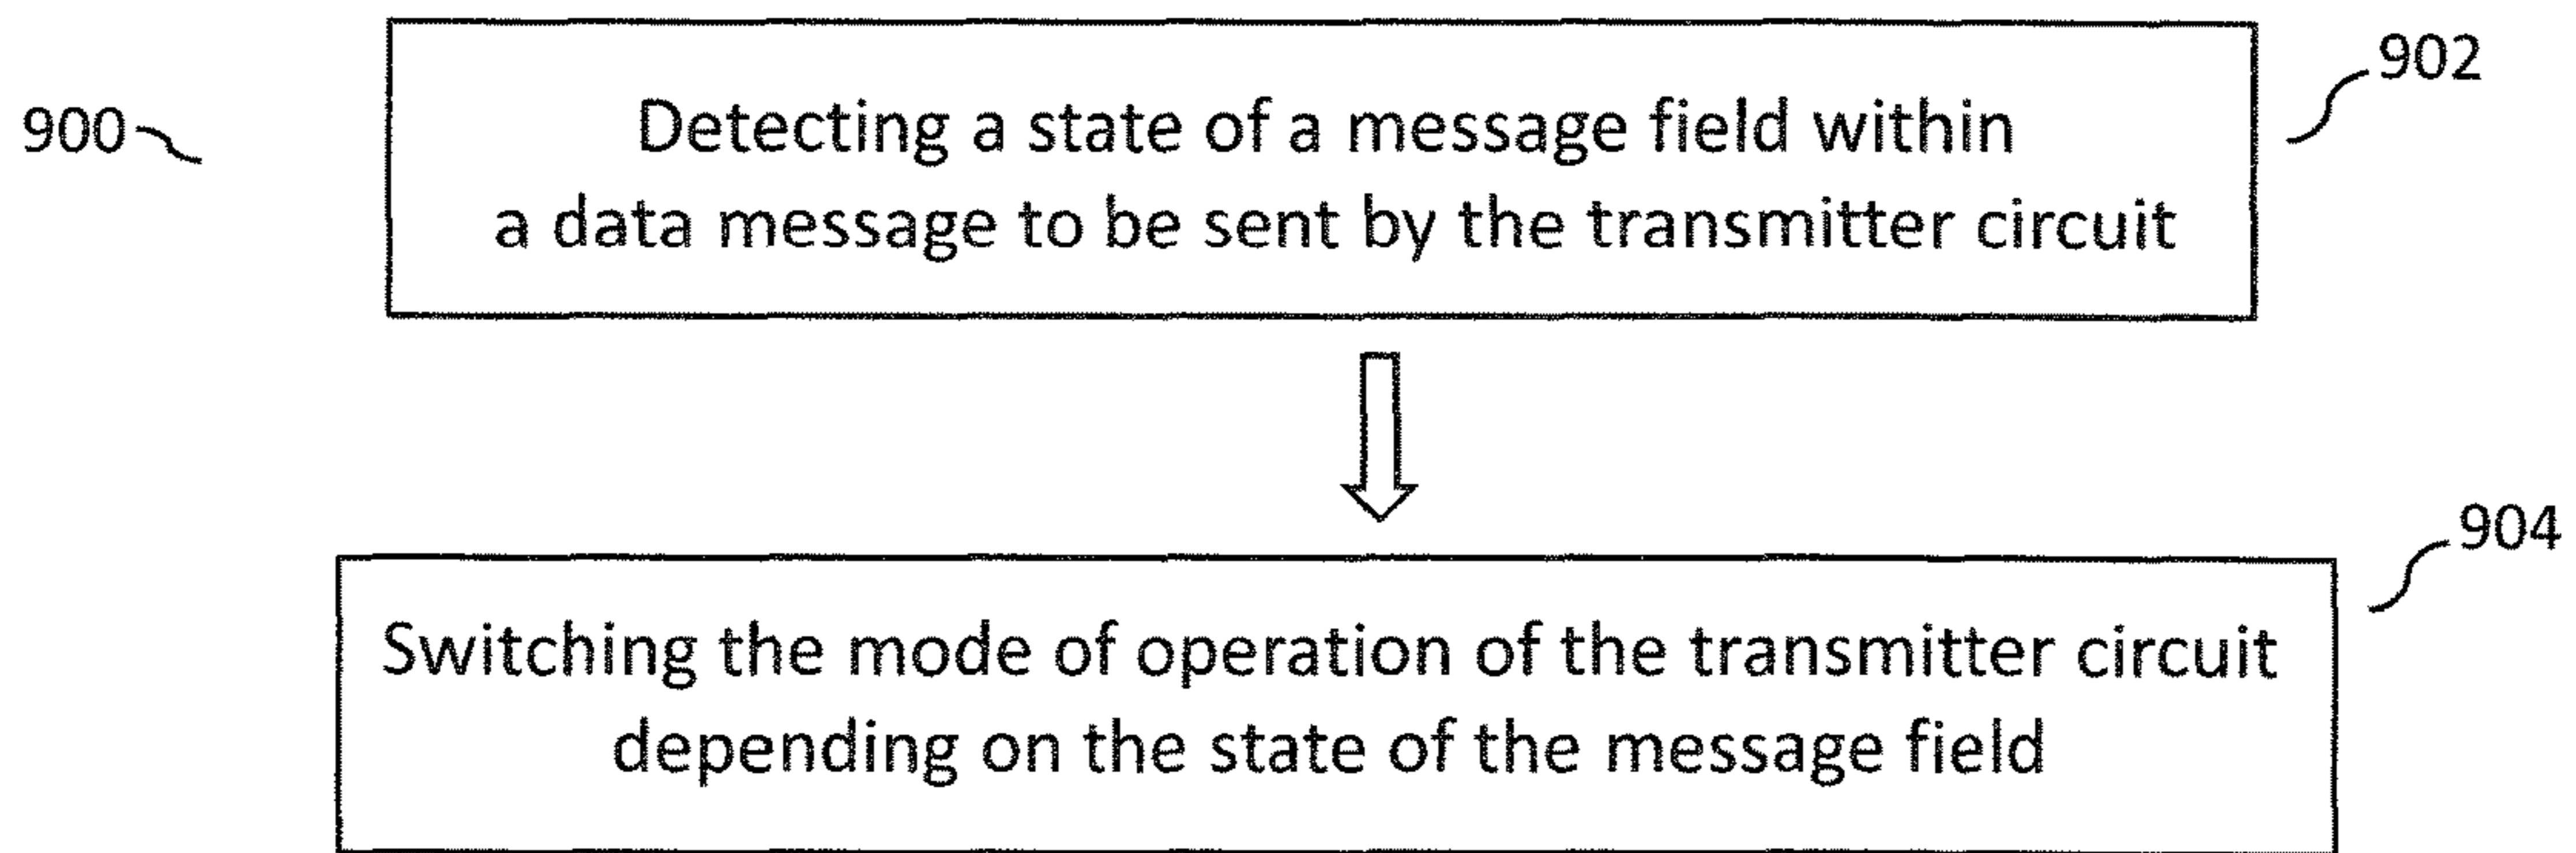 900
902
Detecting a state of a message field within
a data message to be sent by the transmitter circuit
904
Switching the mode of operation of the transmitter circuit
depending on the state of the message field